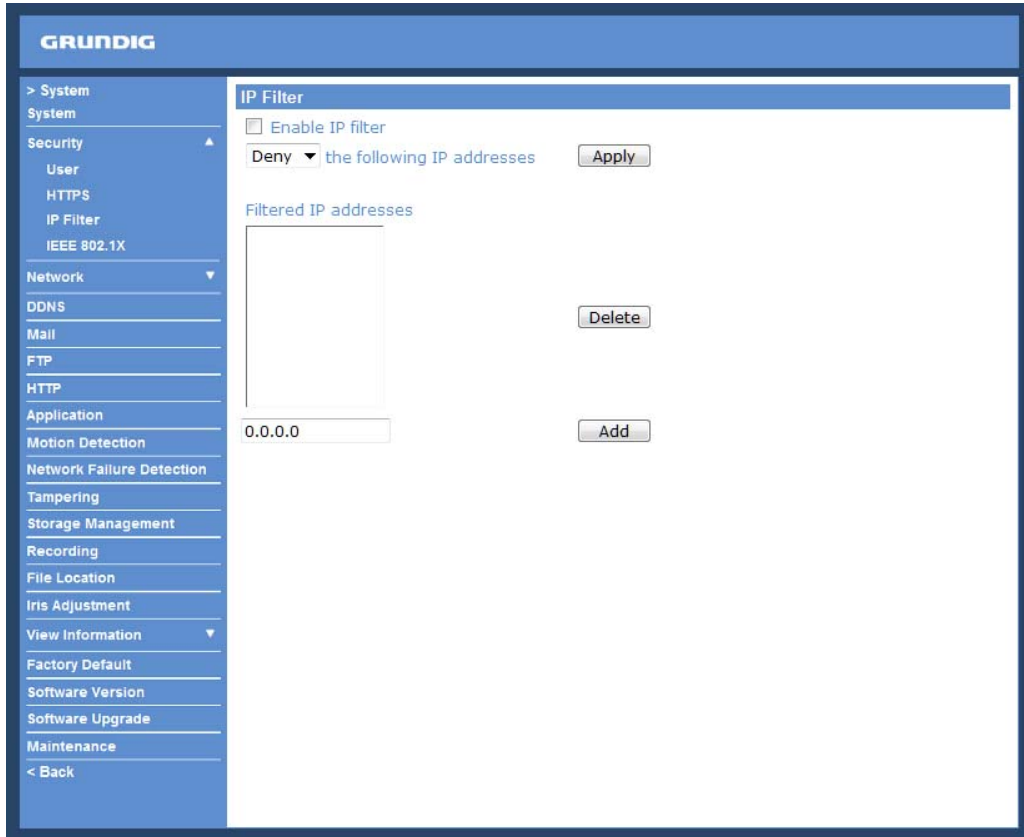 GRUNDIG
> System
System
Security
User
HTTPS
IP Filter
IEEE 802.1X
Network
DDNS
Mail
FTP
HTTP
Application
Motion Detection
Network Failure Detection
Tampering
Storage Management
Recording
File Location
Iris Adjustment
View Information
Factory Default
Software Version
Software Upgrade
Maintenance
< Back
IP Filter
Enable IP filter
Deny the following IP addresses Apply
Filtered IP addresses
Delete
0.0.0.0 Add